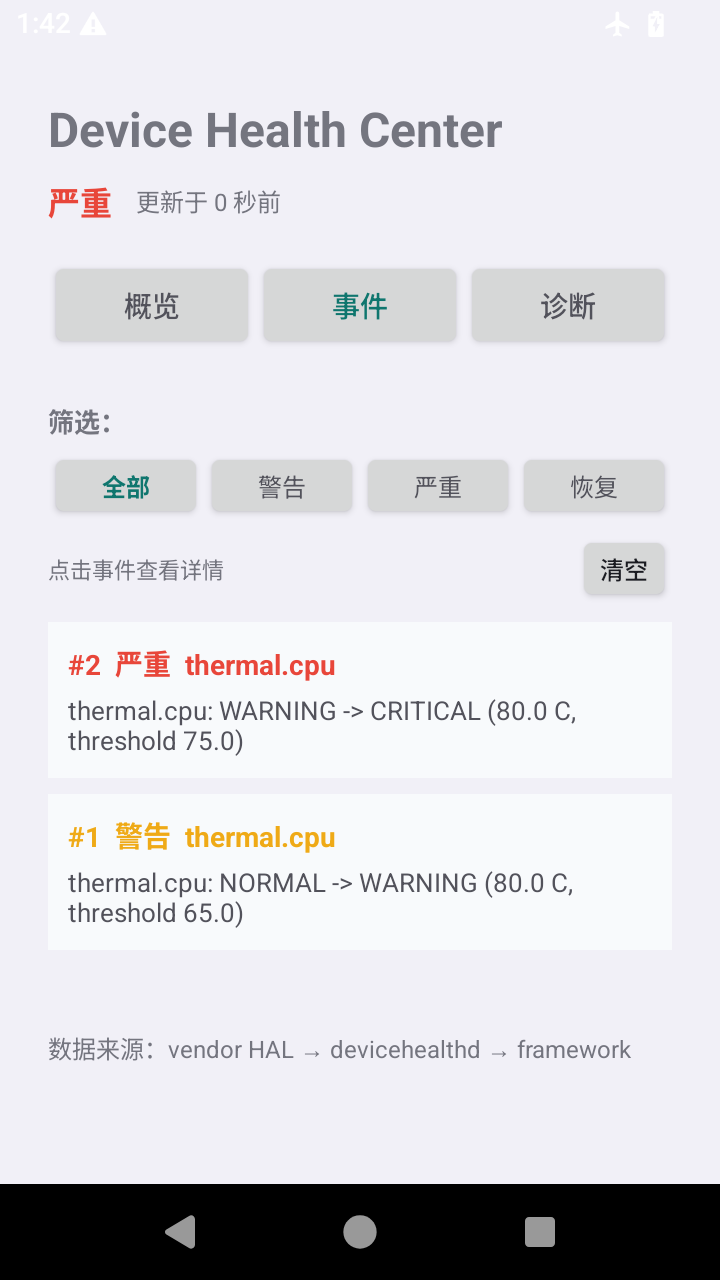 1:42
Device Health Center
严重 更新于 0 秒前
概览 事件 诊断
筛选：
全部 警告 严重 恢复
点击事件查看详情 清空
#2 严重 thermal.cpu
thermal.cpu: WARNING -> CRITICAL (80.0 C,
threshold 75.0)
#1 警告 thermal.cpu
thermal.cpu: NORMAL -> WARNING (80.0 C,
threshold 65.0)
数据来源：vendor HAL → devicehealthd → framework